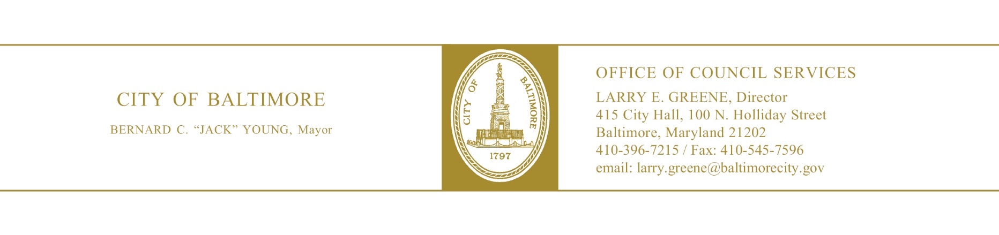 CITY OF BALTIMORE
BERNARD C. “JACK” YOUNG, Mayor
CITY OF BALTIMORE
1797
OFFICE OF COUNCIL SERVICES
LARRY E. GREENE, Director
415 City Hall, 100 N. Holliday Street
Baltimore, Maryland 21202
410-396-7215 / Fax: 410-545-7596
email: larry.greene@baltimorecity.gov